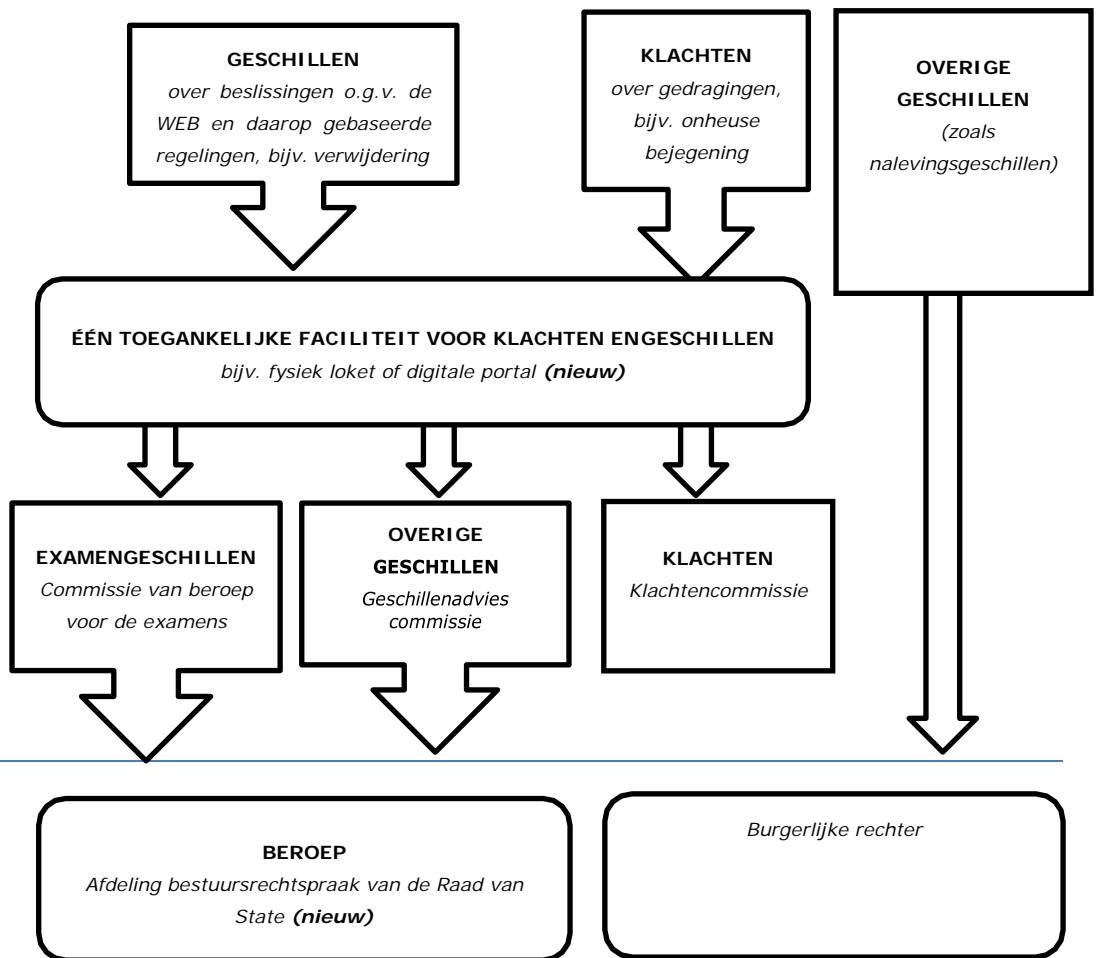 GESCHILLEN
over beslissingen o.g.v. de
WEB en daarop gebaseerde
regelingen, bijv. verwijdering
KLACHTEN
over gedragingen,
bijv. onheuse
bejegening
OVERIGE
GESCHILLEN
(zoals
nalevingsgeschillen)
ÉÉN TOEGANKELIJKE FACILITEIT VOOR KLACHTEN ENGESCHILLEN
bijv. fysiek loket of digitale portal (nieuw)
EXAMENGESCHILLEN
Commissie van beroep
voor de examens
OVERIGE
GESCHILLEN
Geschillenadvies
commissie
KLACHTEN
Klachtencommissie
BEROEP
Afdeling bestuursrechtspraak van de Raad van
State (nieuw)
Burgerlijke rechter